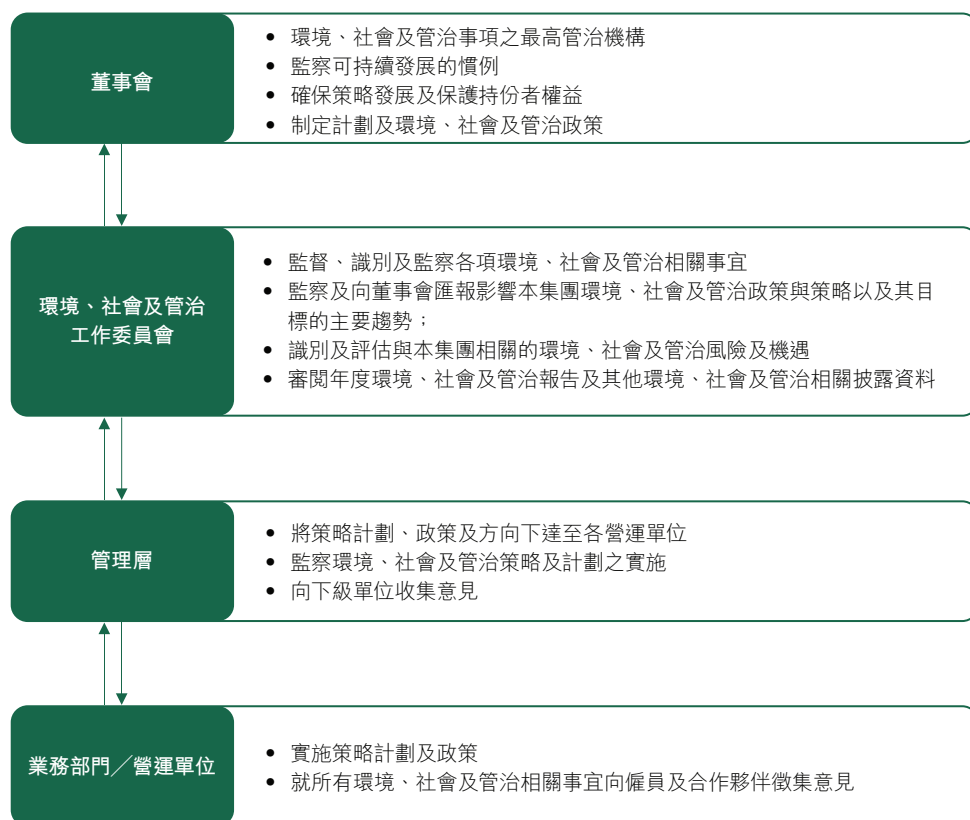 董事會
• 環境、社會及管治事項之最高管治機構
• 監察可持續發展的慣例
• 確保策略發展及保護持份者權益
• 制定計劃及環境、社會及管治政策
環境、社會及管治
工作委員會
• 監督、識別及監察各項環境、社會及管治相關事宜
• 監察及向董事會匯報影響本集團環境、社會及管治政策與策略以及其目
標的主要趨勢；
• 識別及評估與本集團相關的環境、社會及管治風險及機遇
• 審閱年度環境、社會及管治報告及其他環境、社會及管治相關披露資料
管理層
• 將策略計劃、政策及方向下達至各營運單位
• 監察環境、社會及管治策略及計劃之實施
• 向下級單位收集意見
業務部門╱營運單位
• 實施策略計劃及政策
• 就所有環境、社會及管治相關事宜向僱員及合作夥伴徵集意見